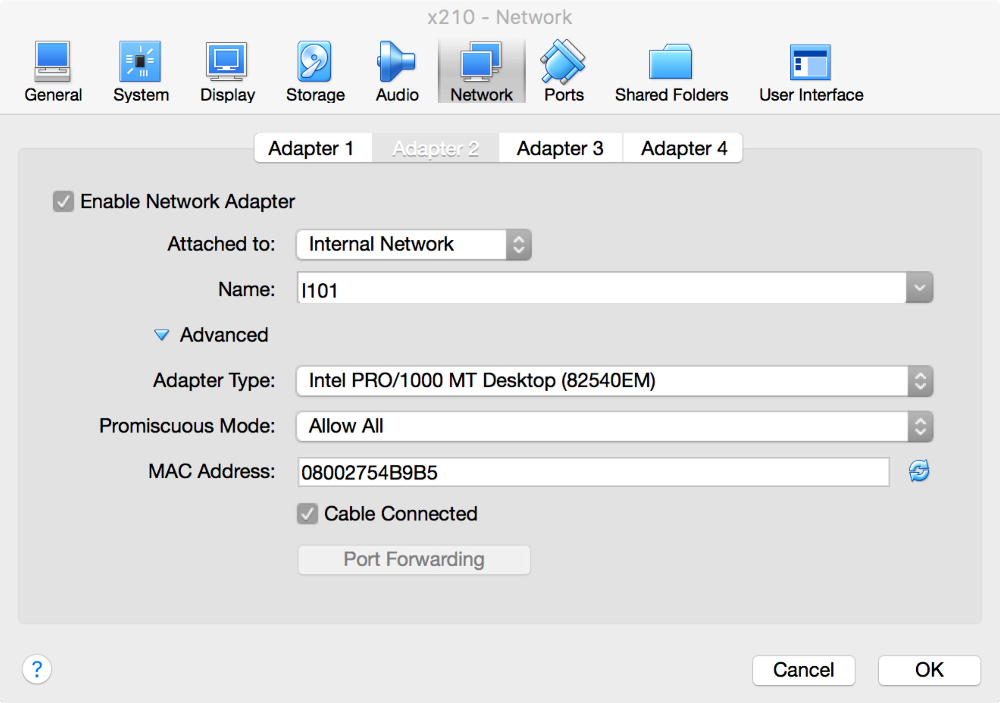 x210 - Network
General System Display Storage Audio Network Ports Shared Folders User Interface
Adapter 1 Adapter 2 Adapter 3 Adapter 4
Enable Network Adapter
Attached to: Internal Network
Name: l101
Advanced
Adapter Type: Intel PRO/1000 MT Desktop (82540EM)
Promiscuous Mode: Allow All
MAC Address: 08002754B9B5
Cable Connected
Port Forwarding
? Cancel OK